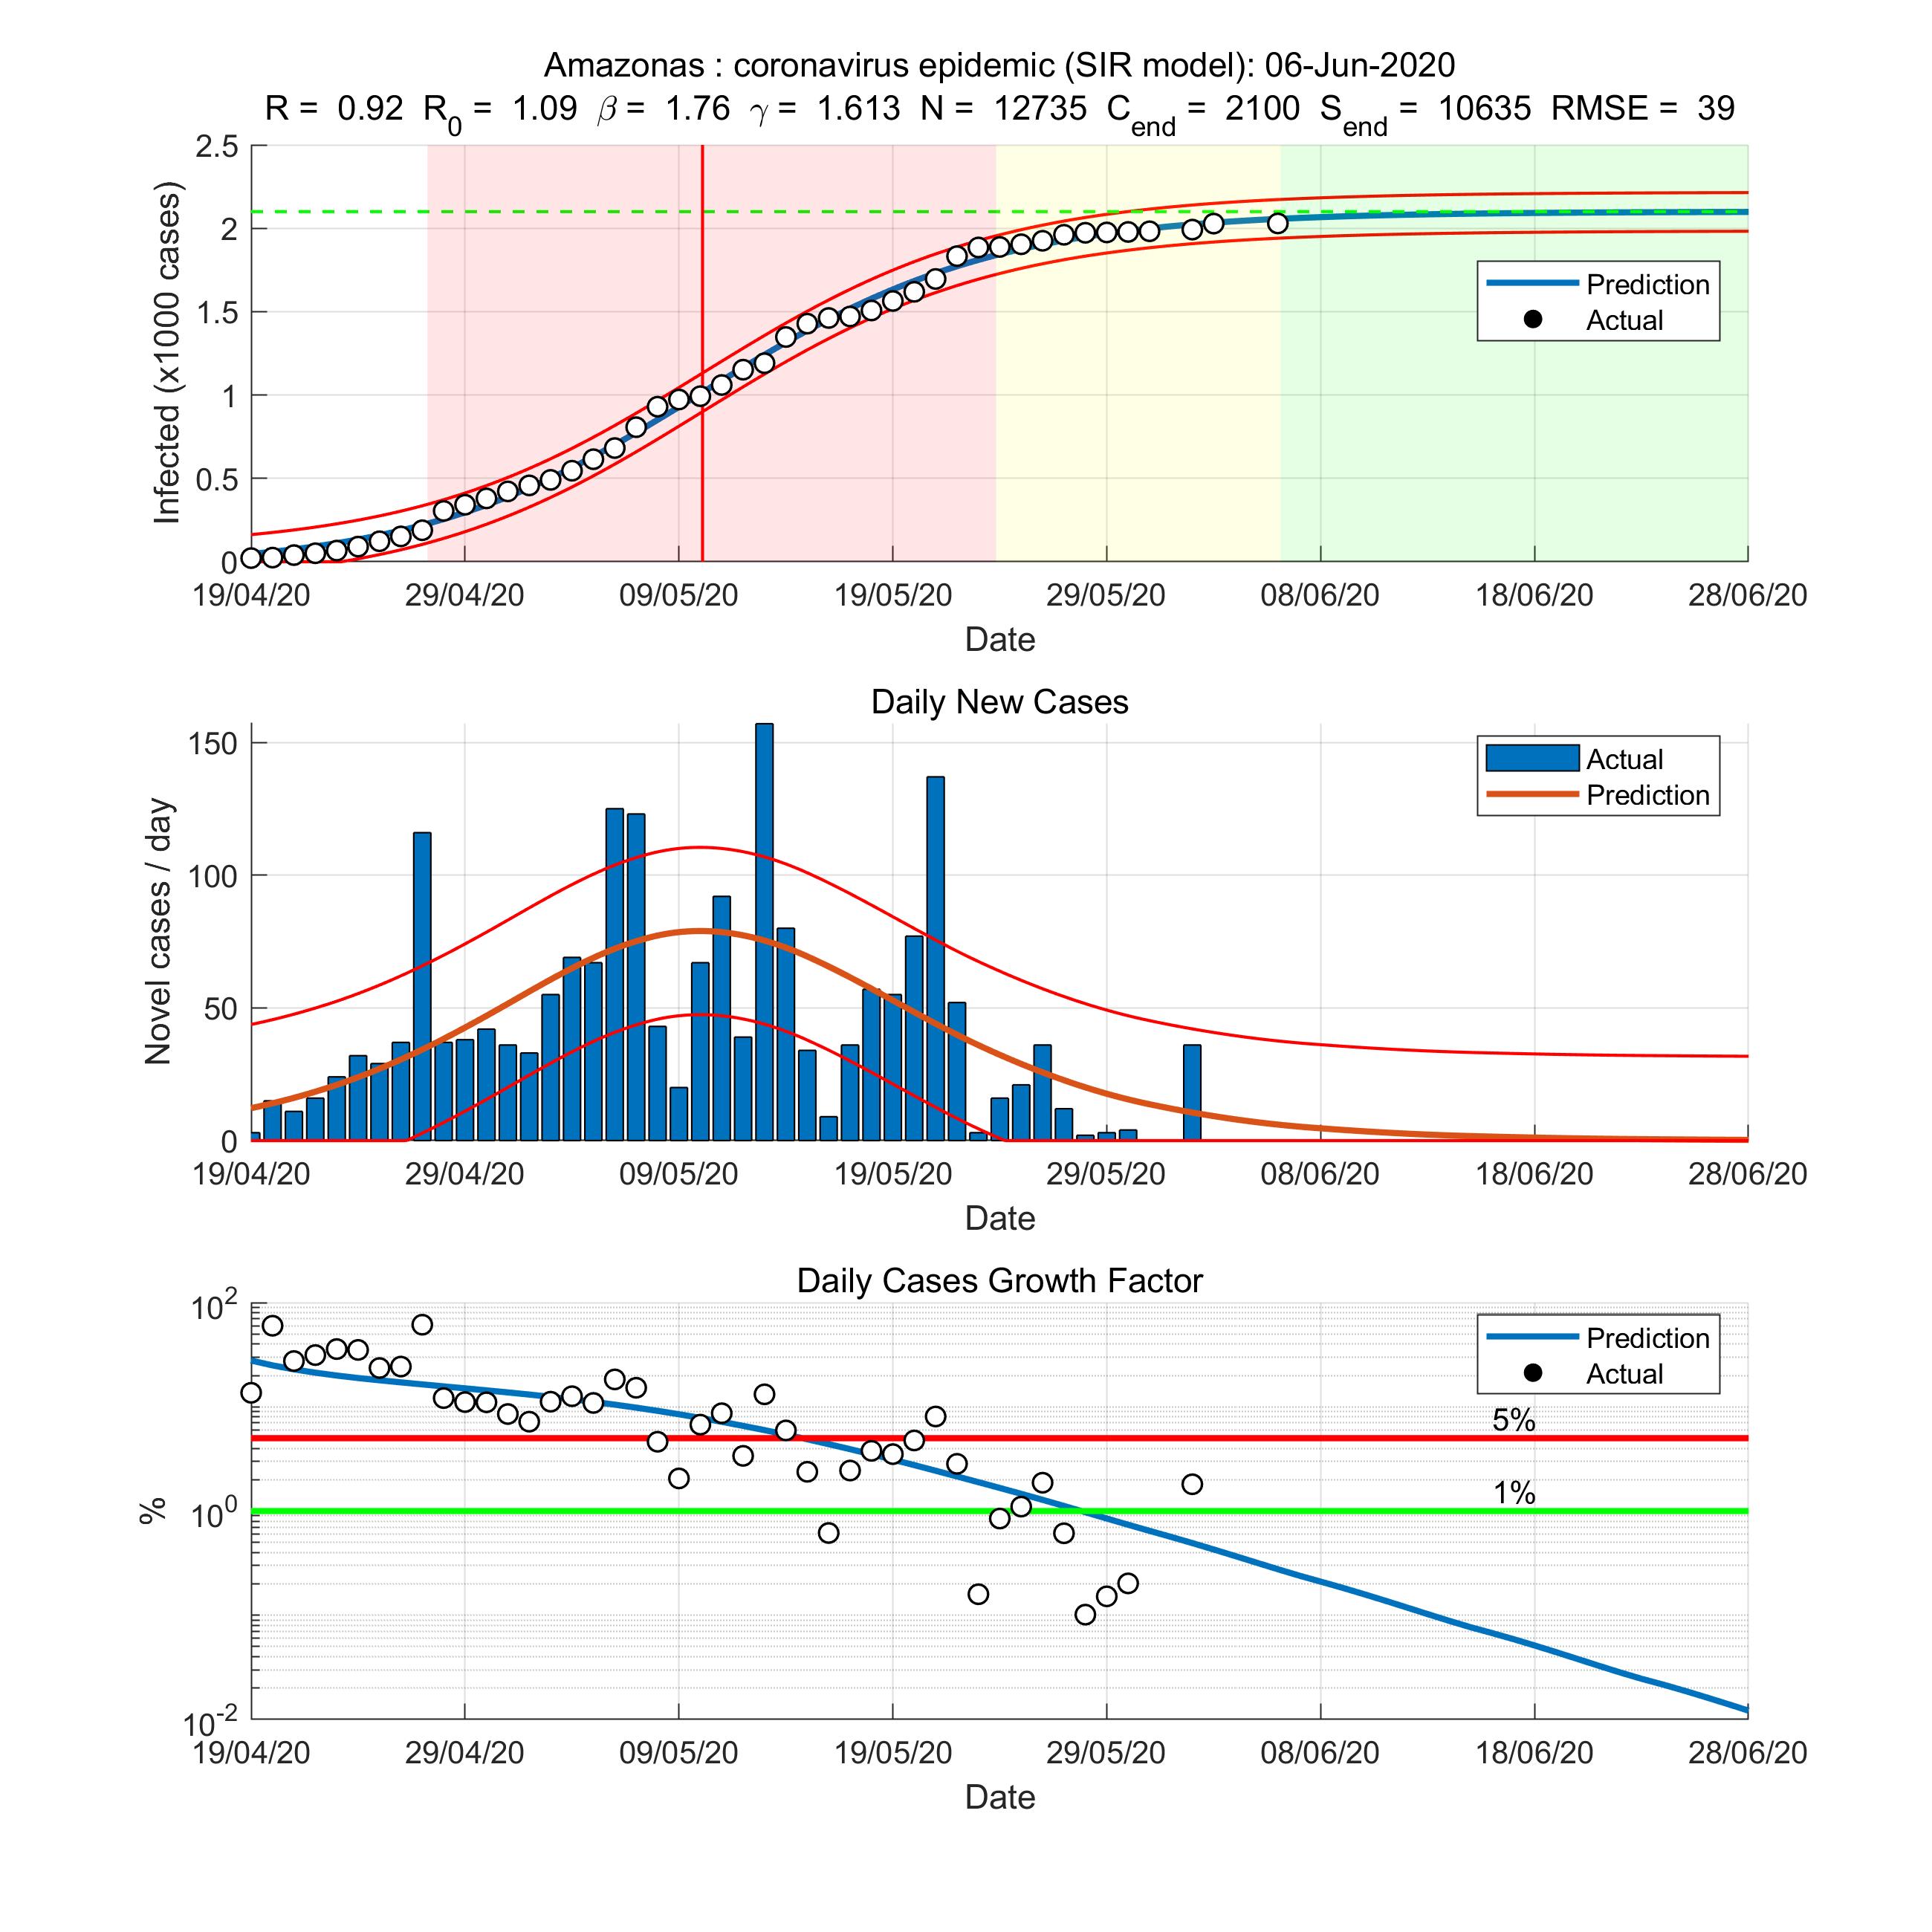 Amazonas : coronavirus epidemic (SIR model): 06-Jun-2020
R = 0.92 R0 = 1.09 β = 1.76 γ = 1.613 N = 12735 Cend = 2100 Send = 10635 RMSE = 39
Infected (x1000 cases)
2.5
2
1.5
1
0.5
0
Prediction
Actual
19/04/20 29/04/20 09/05/20 19/05/20 29/05/20 08/06/20 18/06/20 28/06/20
Date
Daily New Cases
Novel cases / day
150
100
50
0
Actual
Prediction
19/04/20 29/04/20 09/05/20 19/05/20 29/05/20 08/06/20 18/06/20 28/06/20
Date
Daily Cases Growth Factor
%
10^2
10^0
10^-2
Prediction
Actual
5%
1%
19/04/20 29/04/20 09/05/20 19/05/20 29/05/20 08/06/20 18/06/20 28/06/20
Date